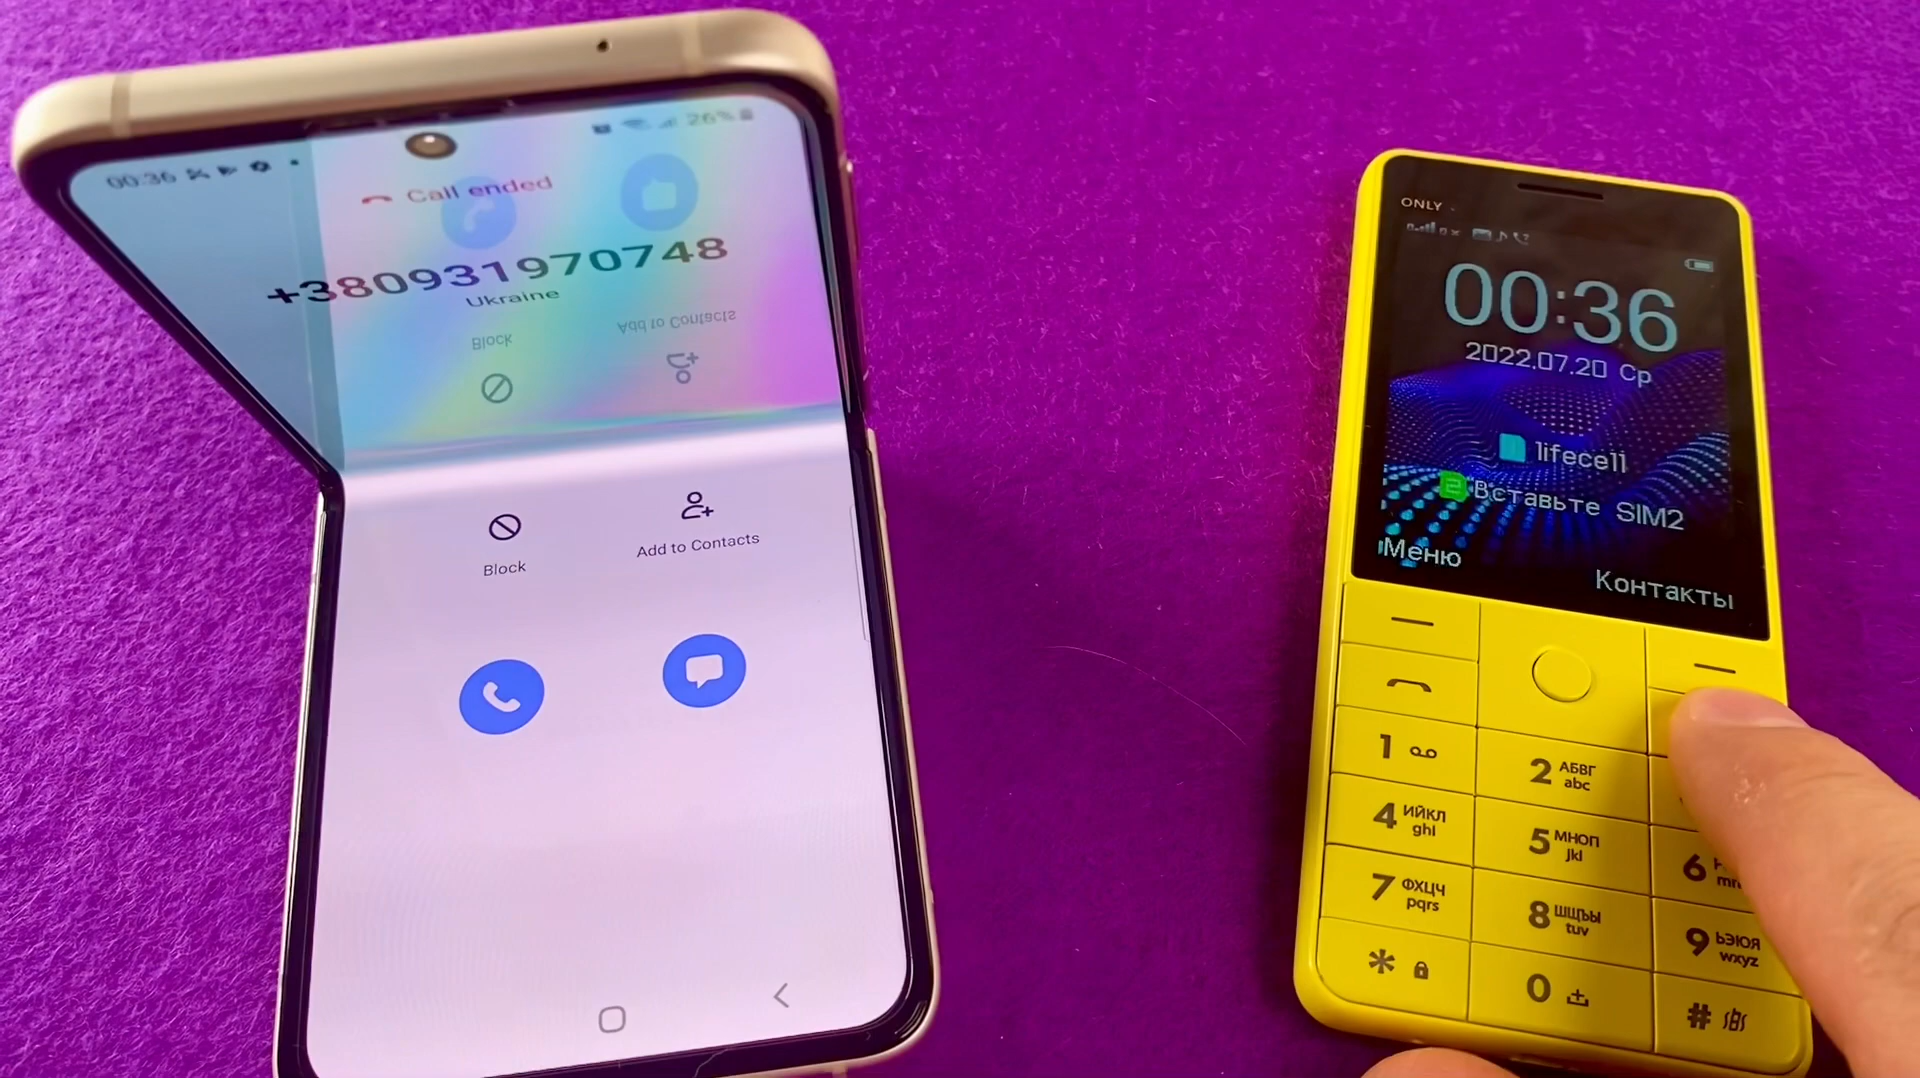 00:36
26%
Call ended
+380931970748
Ukraine
Block
Add to Contacts
Block
Add to Contacts
ONLY
00:36
2022.07.20 Ср
lifecell
2 Вставьте SIM2
Меню
Контакты
1
2 АБВГ abc
4 ИЙКЛ ghi
5 МНОП jkl
6
7 ФХЦЧ pqrs
8 ШЩЪЫ tuv
9 ЬЭЮЯ wxyz
*
0
#